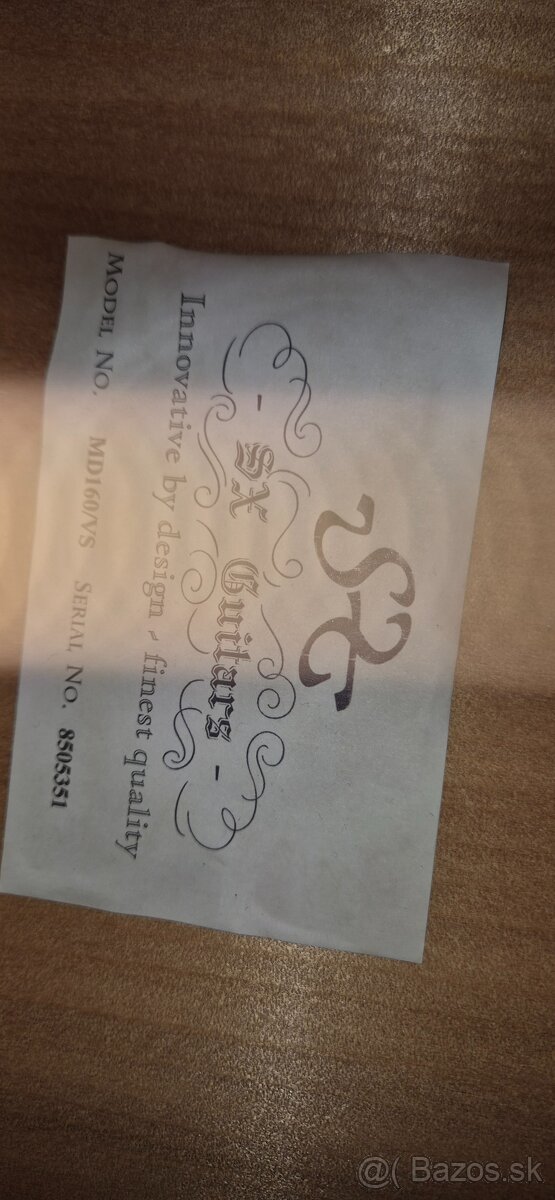 SX
- SX Guitars -
Innovative by design - finest quality
MODEL NO. MD160/VS SERIAL NO. 8505351
@( Bazos.sk